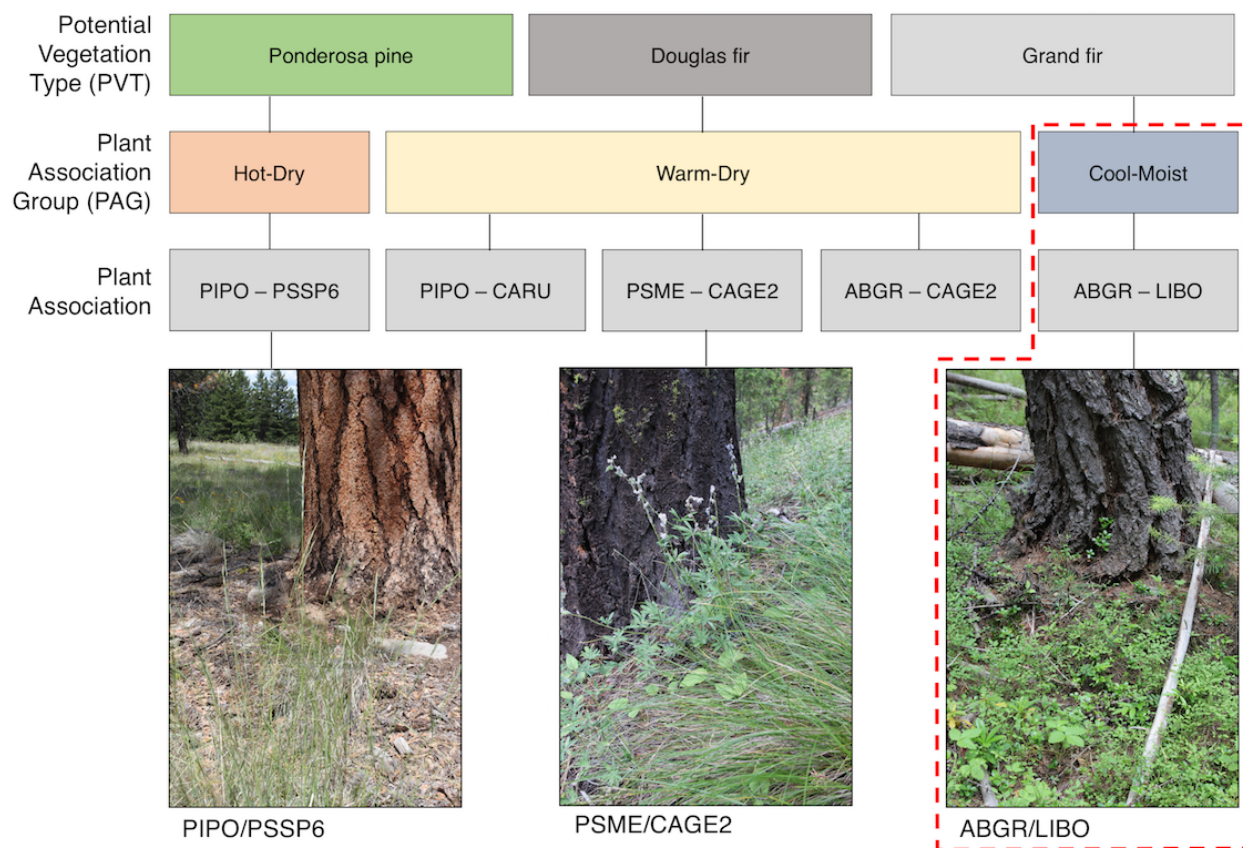 Potential
Vegetation
Type (PVT)
Ponderosa pine
Douglas fir
Grand fir
Plant
Association
Group (PAG)
Hot-Dry
Warm-Dry
Cool-Moist
Plant
Association
PIPO – PSSP6
PIPO – CARU
PSME – CAGE2
ABGR – CAGE2
ABGR – LIBO
PIPO/PSSP6
PSME/CAGE2
ABGR/LIBO